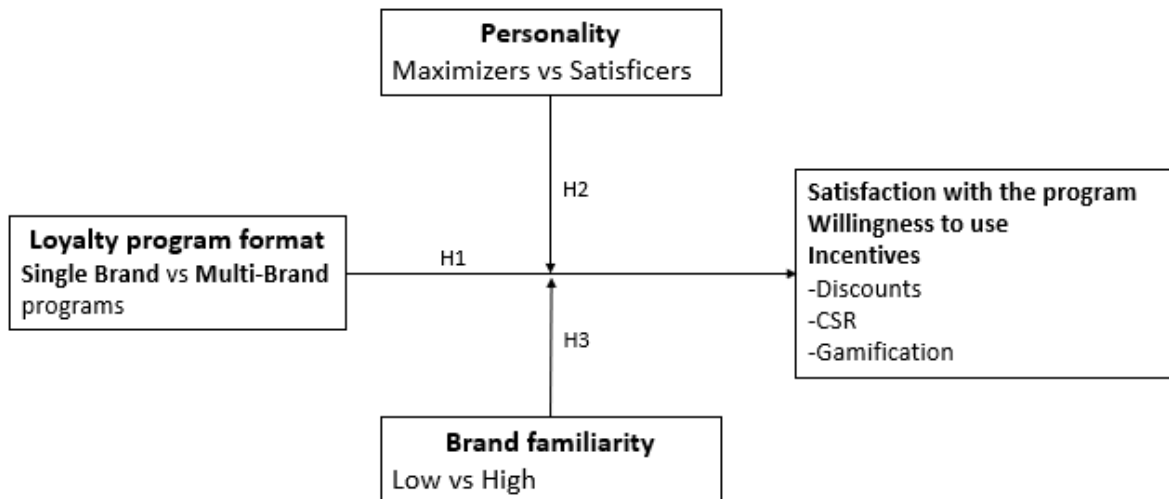 Personality
Maximizers vs Satisficers
H2
Loyalty program format
Single Brand vs Multi-Brand
programs
H1
Satisfaction with the program
Willingness to use
Incentives
-Discounts
-CSR
-Gamification
H3
Brand familiarity
Low vs High